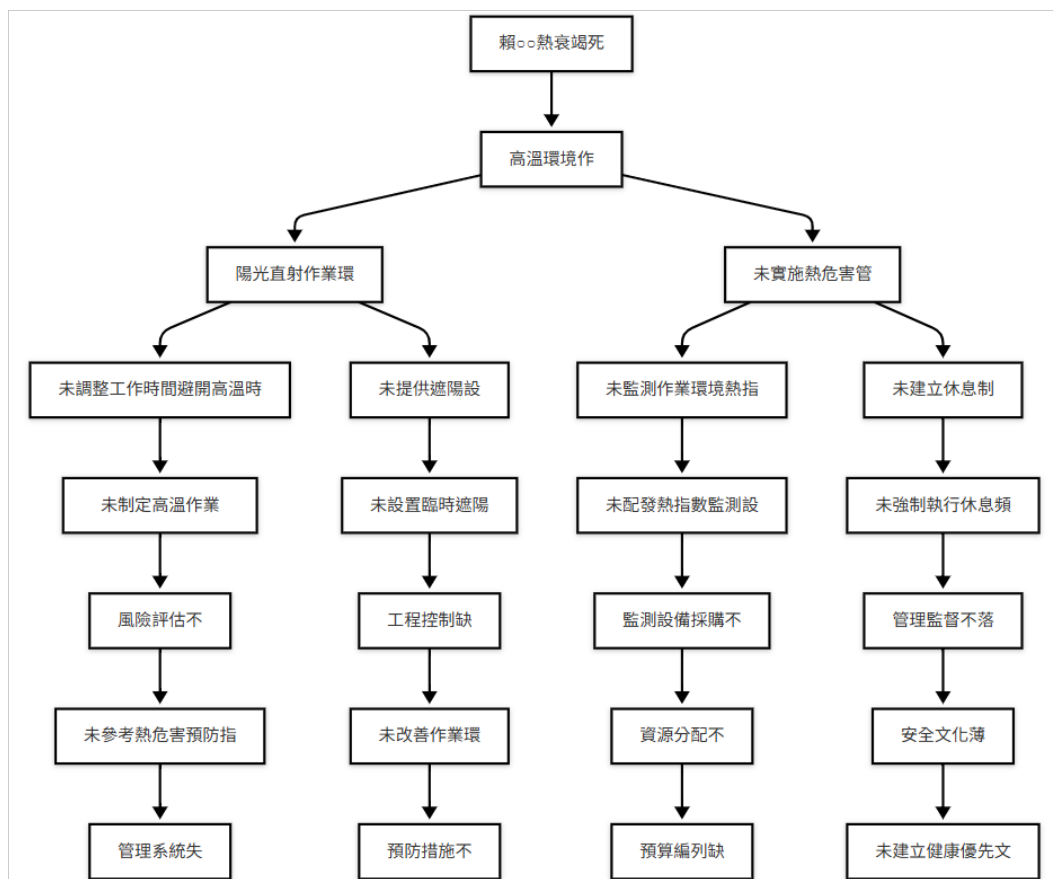 賴○○熱衰竭死
高溫環境作
陽光直射作業環
未實施熱危害管
未調整工作時間避開高溫時
未提供遮陽設
未監測作業環境熱指
未建立休息制
未制定高溫作業
未設置臨時遮陽
未配發熱指數監測設
未強制執行休息頻
風險評估不
工程控制缺
監測設備採購不
管理監督不落
未參考熱危害預防指
未改善作業環
資源分配不
安全文化薄
管理系統失
預防措施不
預算編列缺
未建立健康優先文